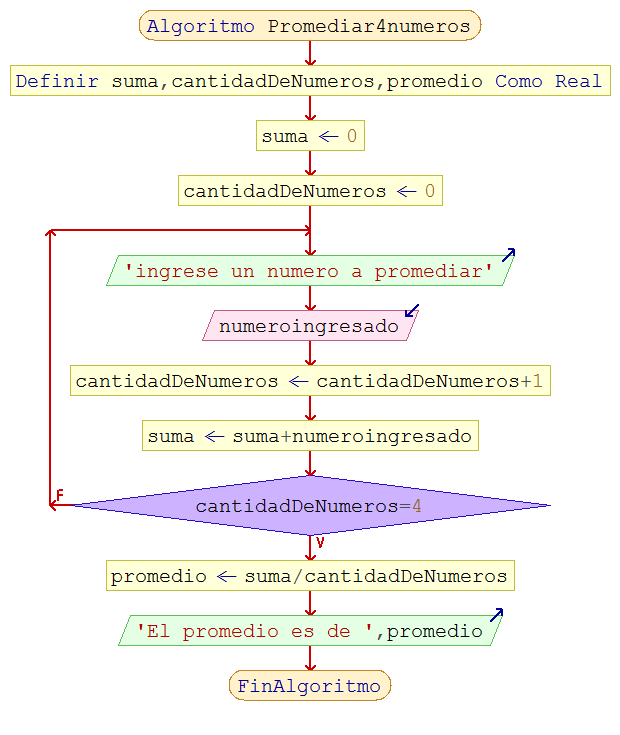 Algoritmo Promediar4numeros
Definir suma,cantidadDeNumeros,promedio Como Real
suma ← 0
cantidadDeNumeros ← 0
'ingrese un numero a promediar'
numeroingresado
cantidadDeNumeros ← cantidadDeNumeros+1
suma ← suma+numeroingresado
F
cantidadDeNumeros=4
V
promedio ← suma/cantidadDeNumeros
'El promedio es de ',promedio
FinAlgoritmo